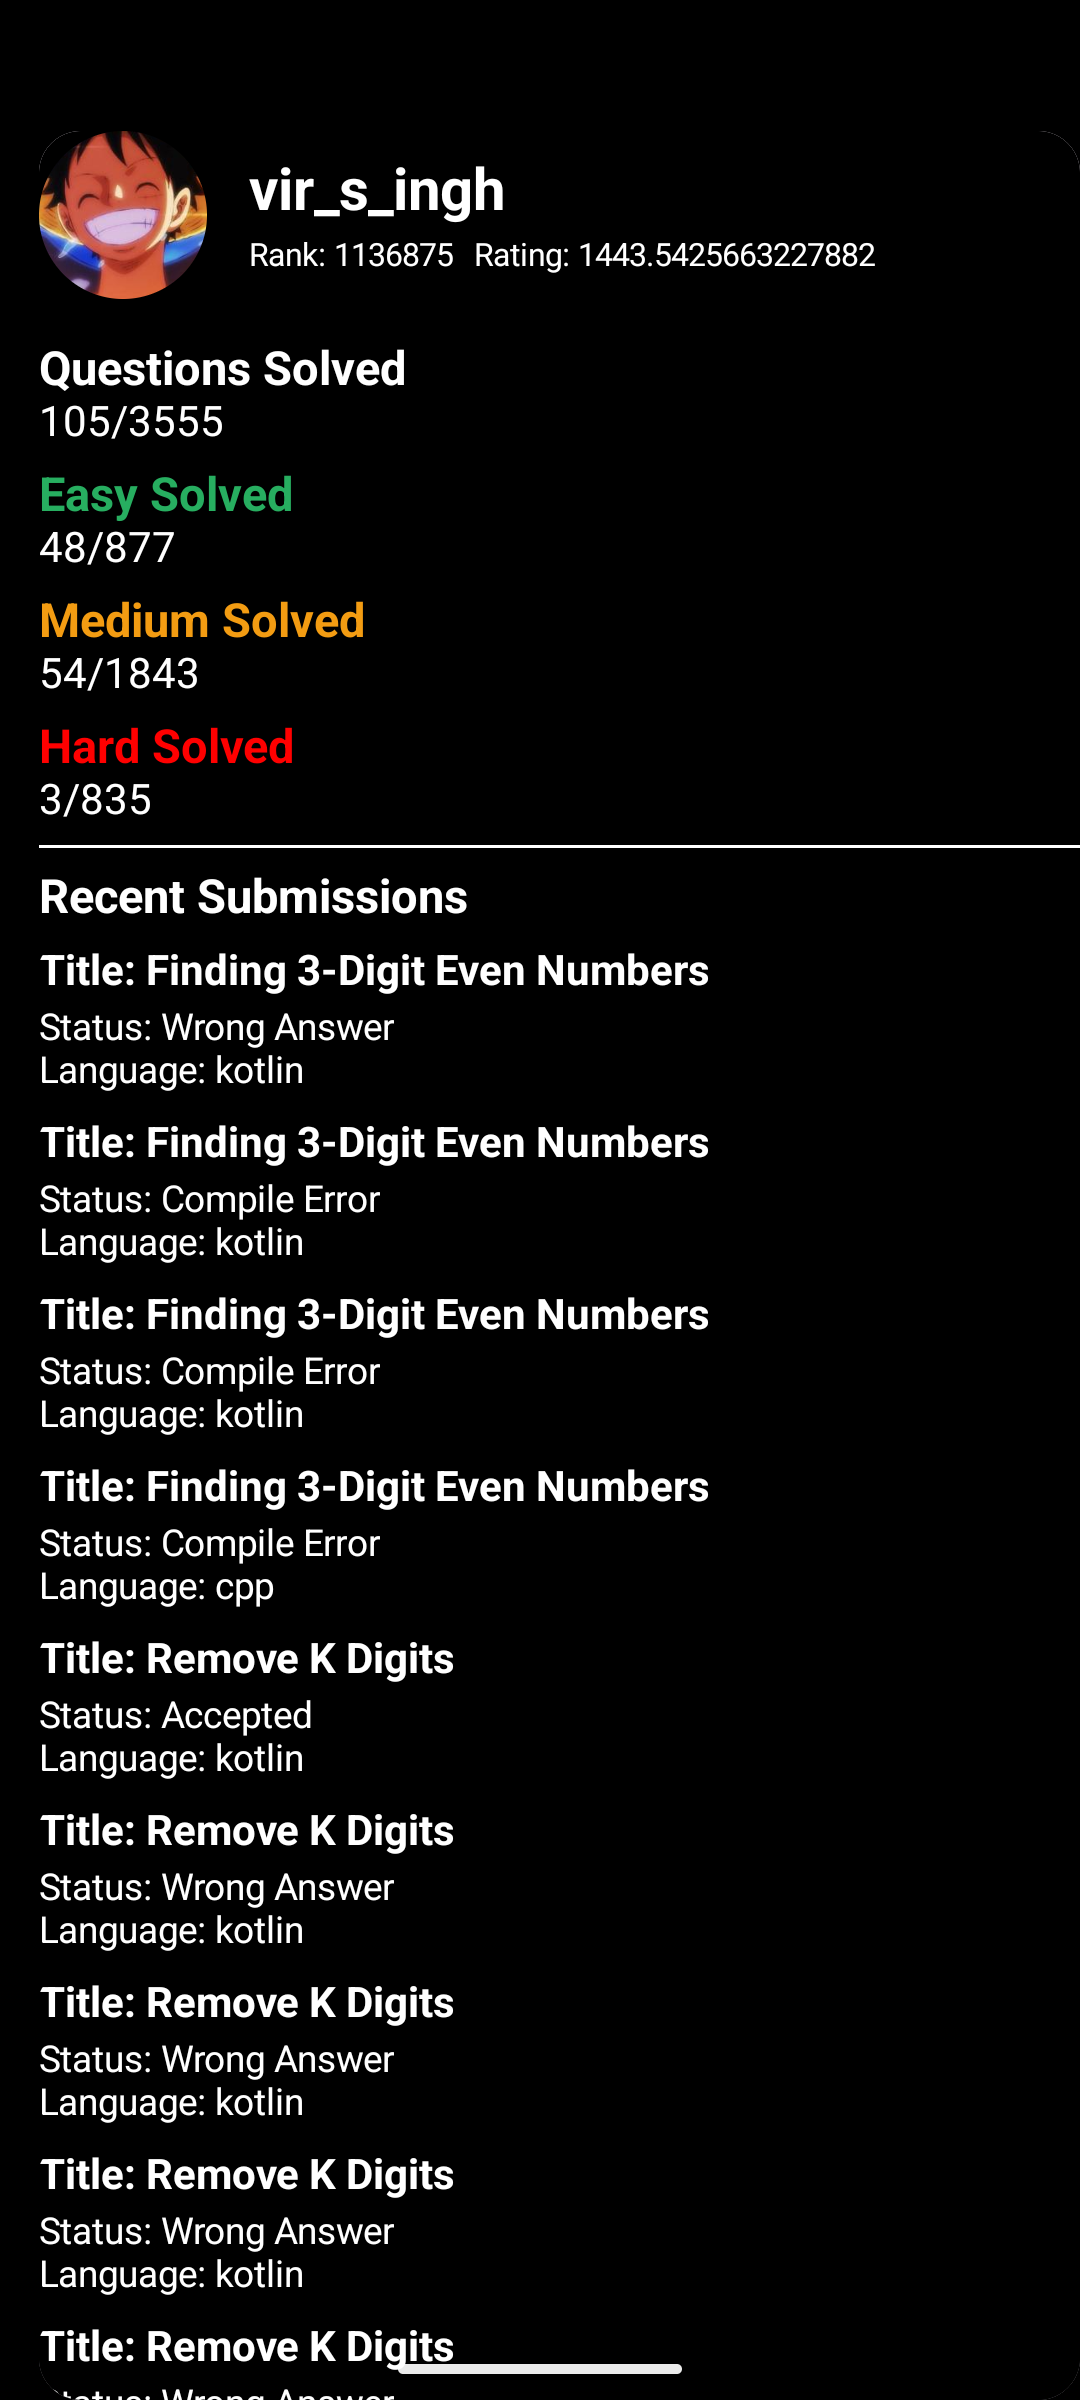 vir_s_ingh
Rank: 1136875 Rating: 1443.5425663227882
Questions Solved
105/3555
Easy Solved
48/877
Medium Solved
54/1843
Hard Solved
3/835
Recent Submissions
Title: Finding 3-Digit Even Numbers
Status: Wrong Answer
Language: kotlin
Title: Finding 3-Digit Even Numbers
Status: Compile Error
Language: kotlin
Title: Finding 3-Digit Even Numbers
Status: Compile Error
Language: kotlin
Title: Finding 3-Digit Even Numbers
Status: Compile Error
Language: cpp
Title: Remove K Digits
Status: Accepted
Language: kotlin
Title: Remove K Digits
Status: Wrong Answer
Language: kotlin
Title: Remove K Digits
Status: Wrong Answer
Language: kotlin
Title: Remove K Digits
Status: Wrong Answer
Language: kotlin
Title: Remove K Digits
Status: Wrong Answer